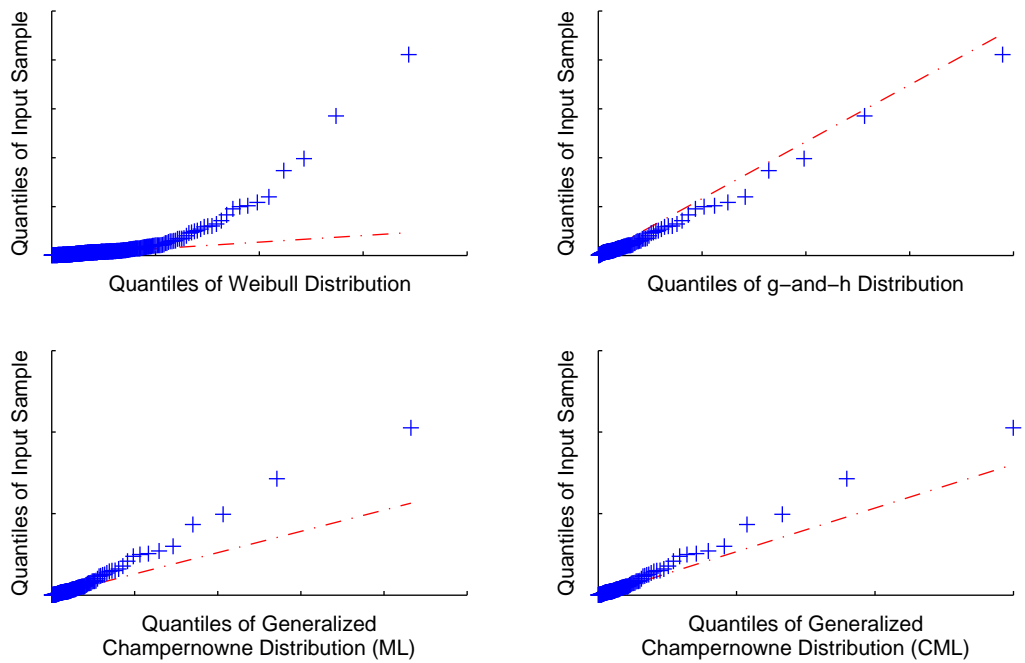 Quantiles of Input Sample
Quantiles of Weibull Distribution
Quantiles of Input Sample
Quantiles of g−and−h Distribution
Quantiles of Input Sample
Quantiles of Generalized
Champernowne Distribution (ML)
Quantiles of Input Sample
Quantiles of Generalized
Champernowne Distribution (CML)